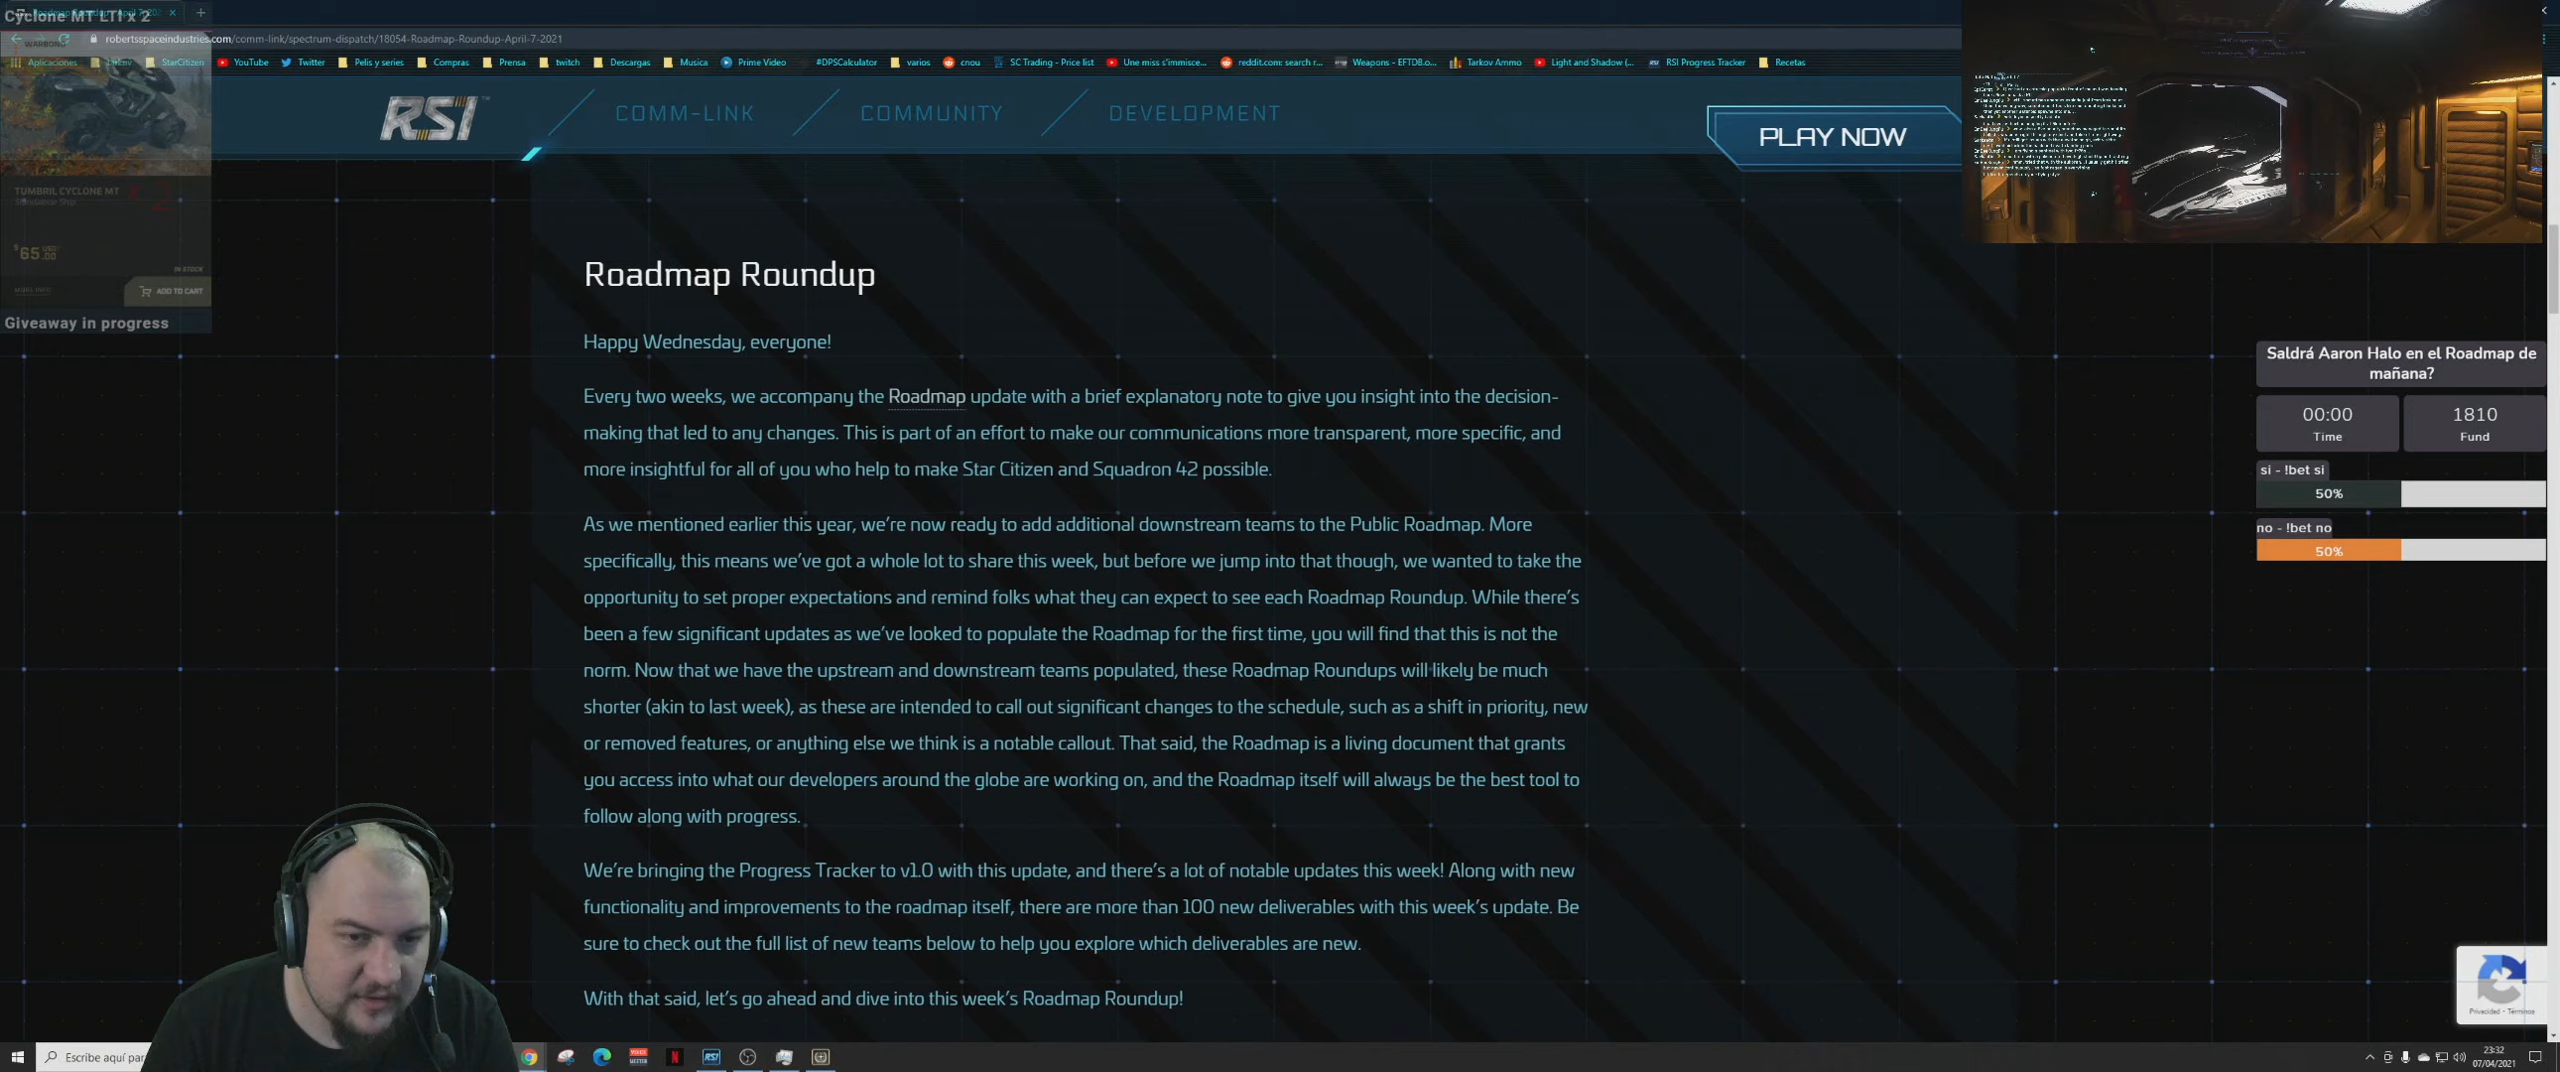 Cyclone MT LTI x 2
robertsspaceindustries.com/comm-link/spectrum-dispatch/18054-Roadmap-Roundup-April-7-2021
Aplicaciones
StarCitizen
YouTube
Twitter
Pelis y series
Compras
Prensa
twitch
Descargas
Musica
Prime Video
#DPSCalculator
varios
cnou
SC Trading - Price list
Une miss s'immisce...
reddit.com: search r...
Weapons - EFTDB.o...
Tarkov Ammo
Light and Shadow (...
RSI Progress Tracker
Recetas
WARBOND
RSI
COMM-LINK
COMMUNITY
DEVELOPMENT
PLAY NOW
TUMBRIL CYCLONE MT
Standalone Ship
x 2
$65.00 USD
IN STOCK
MORE INFO
ADD TO CART
Giveaway in progress
Roadmap Roundup
Happy Wednesday, everyone!
Every two weeks, we accompany the Roadmap update with a brief explanatory note to give you insight into the decision-
making that led to any changes. This is part of an effort to make our communications more transparent, more specific, and
more insightful for all of you who help to make Star Citizen and Squadron 42 possible.
As we mentioned earlier this year, we're now ready to add additional downstream teams to the Public Roadmap. More
specifically, this means we've got a whole lot to share this week, but before we jump into that though, we wanted to take the
opportunity to set proper expectations and remind folks what they can expect to see each Roadmap Roundup. While there's
been a few significant updates as we've looked to populate the Roadmap for the first time, you will find that this is not the
norm. Now that we have the upstream and downstream teams populated, these Roadmap Roundups will likely be much
shorter (akin to last week), as these are intended to call out significant changes to the schedule, such as a shift in priority, new
or removed features, or anything else we think is a notable callout. That said, the Roadmap is a living document that grants
you access into what our developers around the globe are working on, and the Roadmap itself will always be the best tool to
follow along with progress.
We're bringing the Progress Tracker to v1.0 with this update, and there's a lot of notable updates this week! Along with new
functionality and improvements to the roadmap itself, there are more than 100 new deliverables with this week's update. Be
sure to check out the full list of new teams below to help you explore which deliverables are new.
With that said, let's go ahead and dive into this week's Roadmap Roundup!
Saldrá Aaron Halo en el Roadmap de
mañana?
00:00
Time
1810
Fund
si - !bet si
50%
no - !bet no
50%
Privacidad - Términos
Escribe aquí par
RSI
23:32
07/04/2021